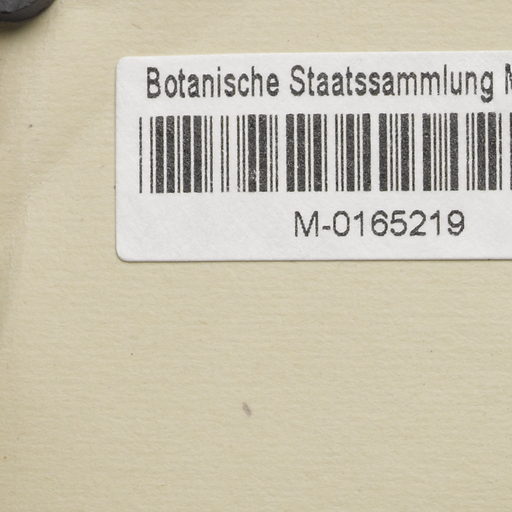 Botanische Staatssammlung
M-0165219